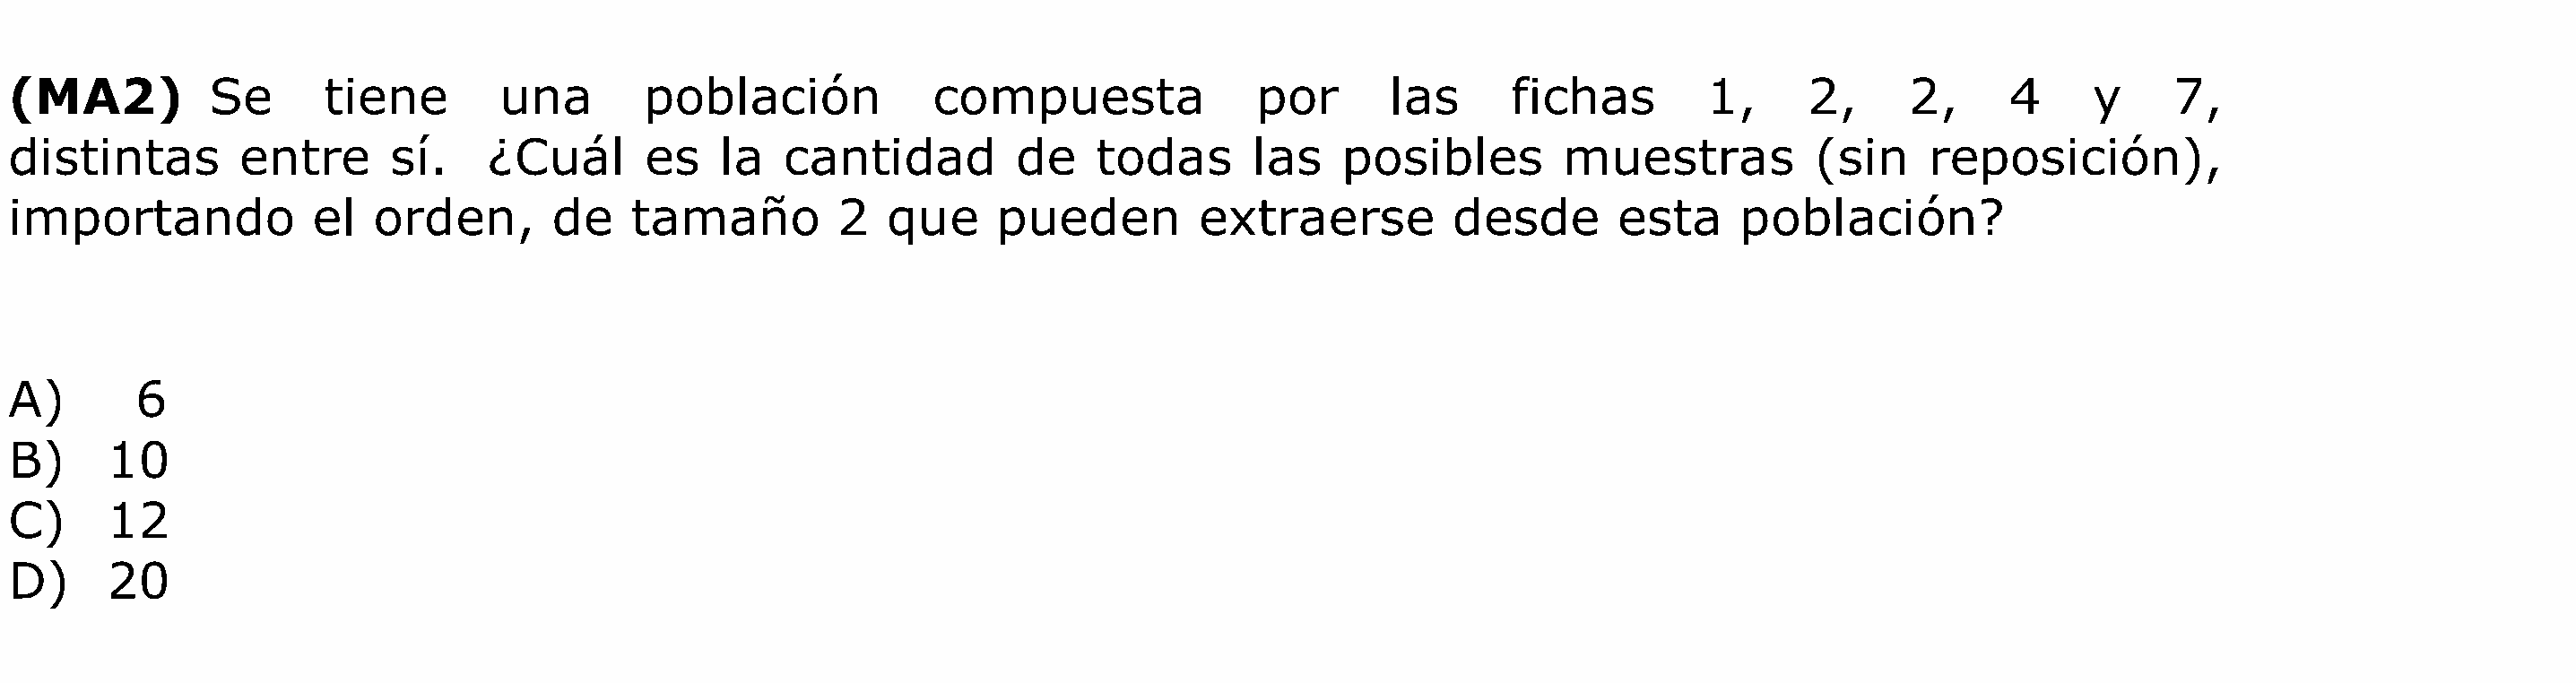 (MA2) Se tiene una población compuesta por las fichas 1, 2, 2, 4 y 7,
distintas entre sí. ¿Cuál es la cantidad de todas las posibles muestras (sin reposición),
importando el orden, de tamaño 2 que pueden extraerse desde esta población?
A) 6
B) 10
C) 12
D) 20